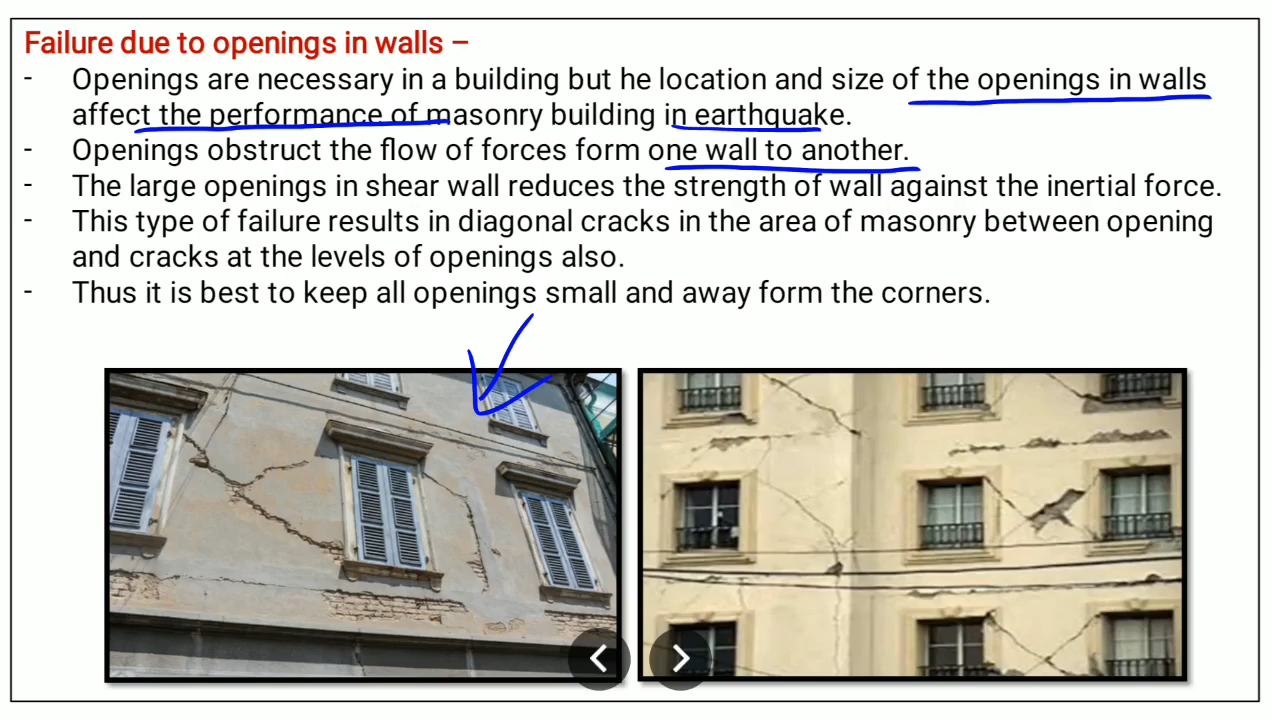 Failure due to openings in walls –
- Openings are necessary in a building but he location and size of the openings in walls
affect the performance of masonry building in earthquake.
- Openings obstruct the flow of forces form one wall to another.
- The large openings in shear wall reduces the strength of wall against the inertial force.
- This type of failure results in diagonal cracks in the area of masonry between opening
and cracks at the levels of openings also.
- Thus it is best to keep all openings small and away form the corners.